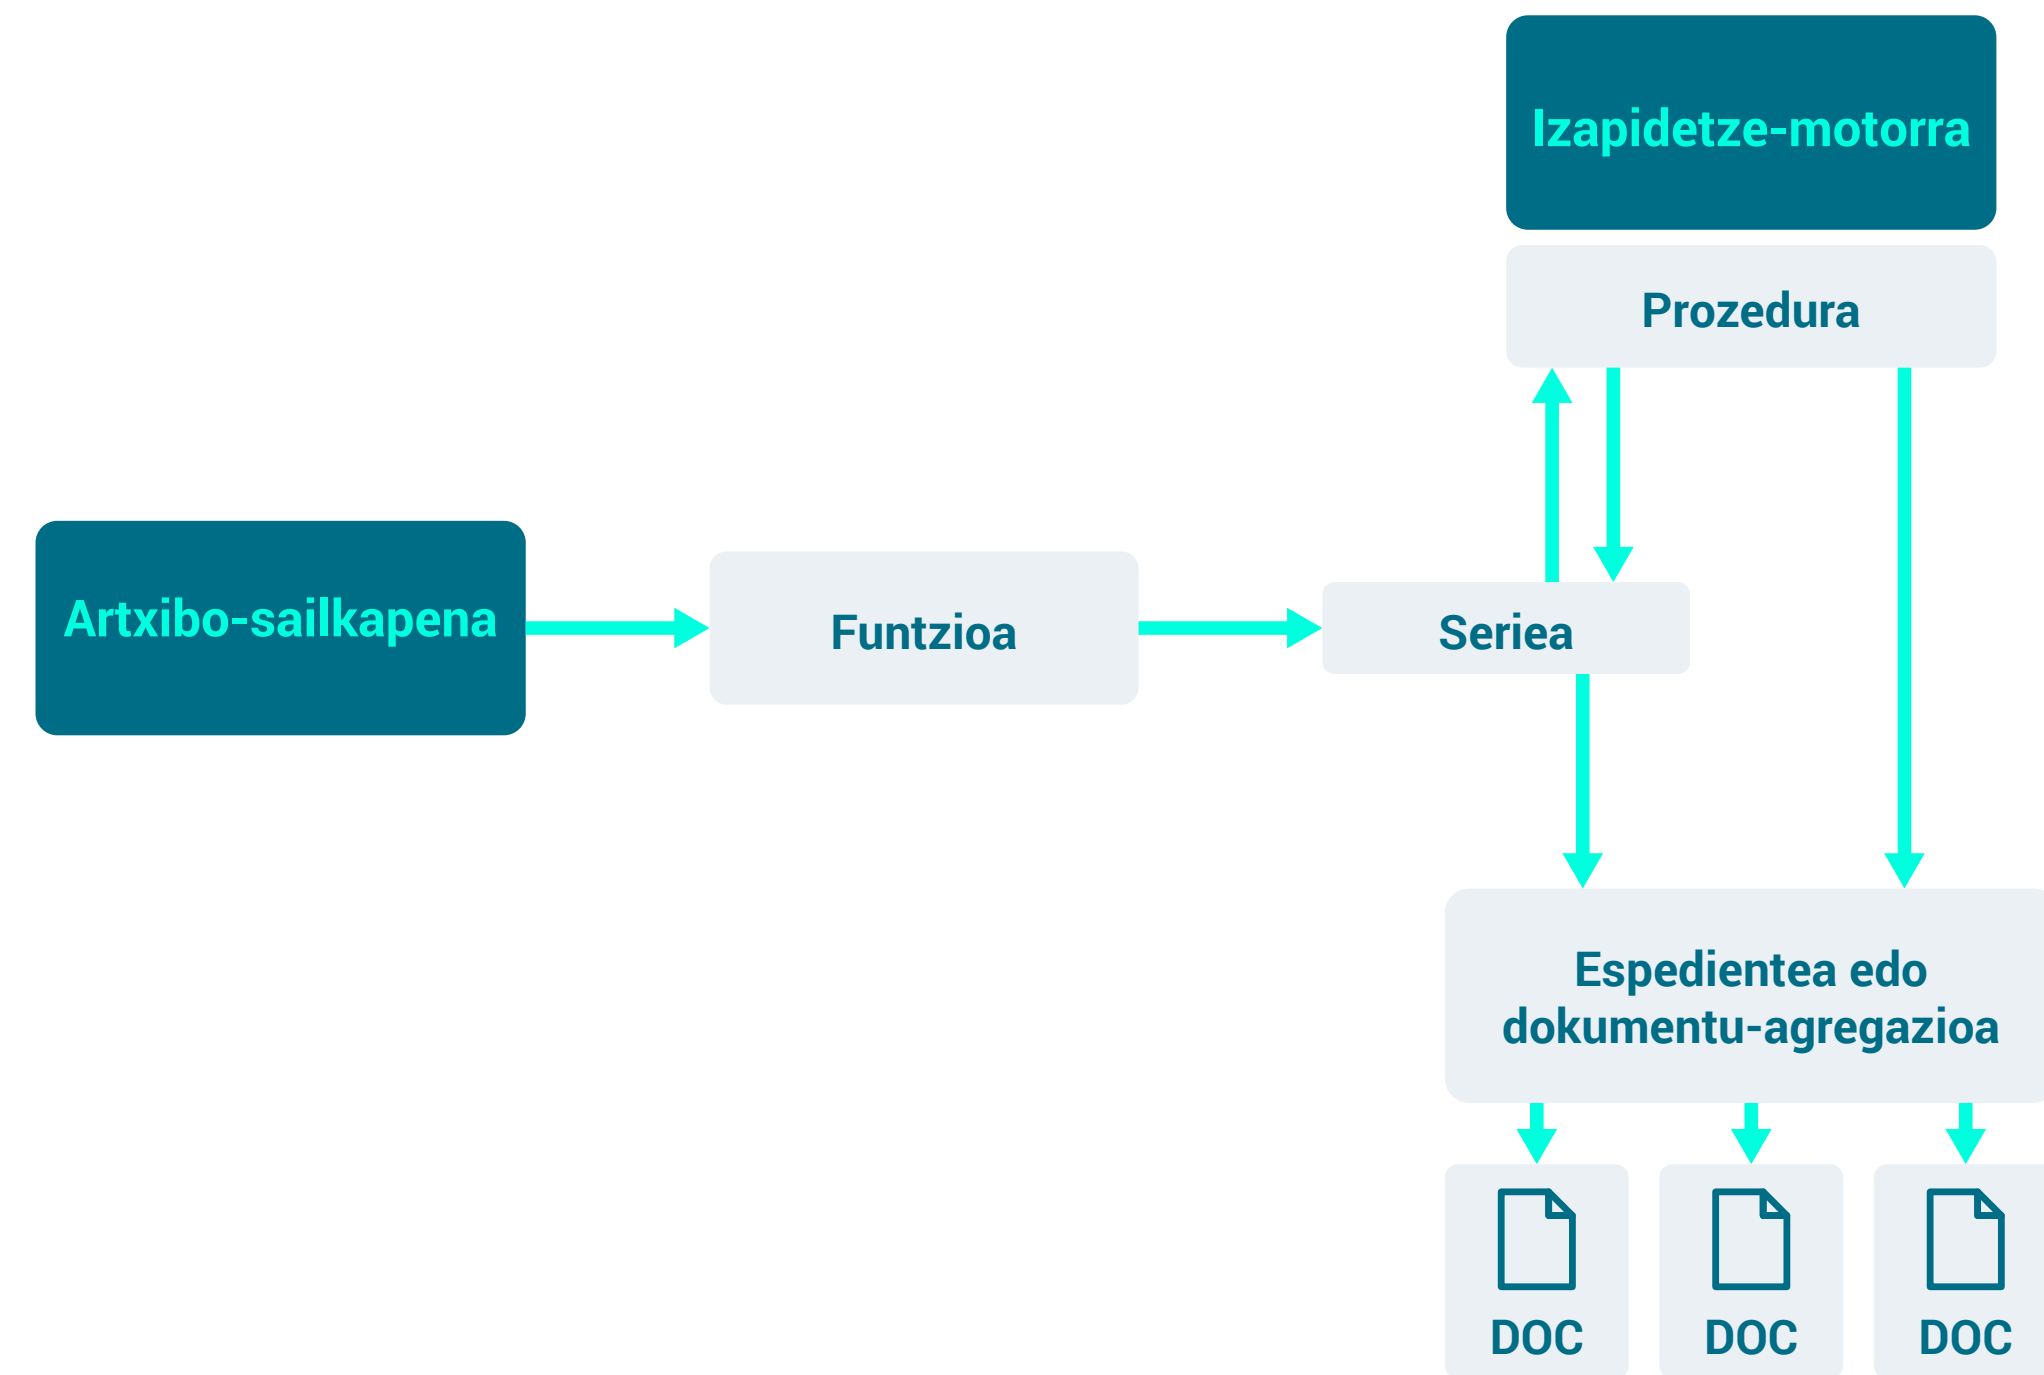 Izapidetze-motorra
Prozedura
Artxibo-sailkapena
Funtzioa
Seriea
Espedientea edo
dokumentu-agregazioa
DOC
DOC
DOC